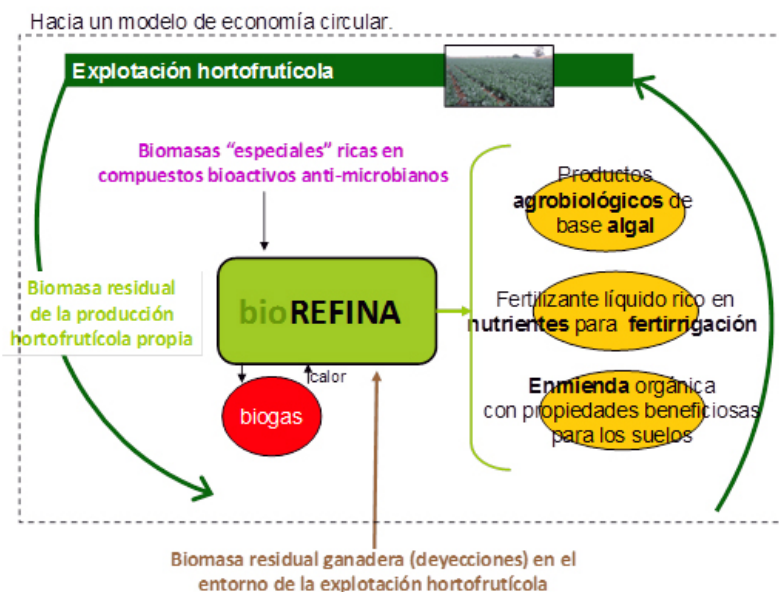 Hacia un modelo de economía circular.
Explotación hortofrutícola
Biomasas “especiales” ricas en
compuestos bioactivos anti-microbianos
Productos
agrobiológicos de
base algal
Biomasa residual
de la producción
hortofrutícola propia
bioREFINA
Fertilizante líquido rico en
nutrientes para fertirrigación
calor
biogas
Enmienda orgánica
con propiedades beneficiosas
para los suelos
Biomasa residual ganadera (deyecciones) en el
entorno de la explotación hortofrutícola